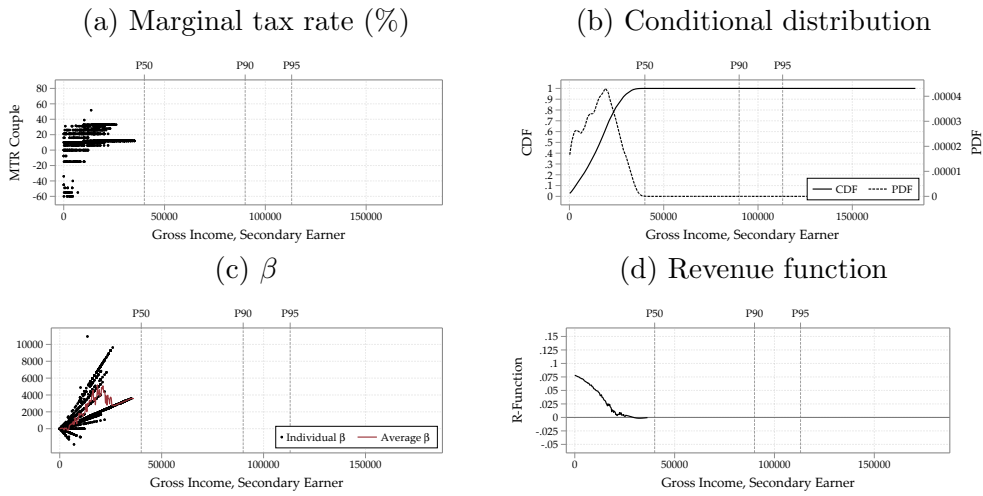 (a) Marginal tax rate (%)
P50 P90 P95
MTR Couple
80
60
40
20
0
-20
-40
-60
0 50000 100000 150000
Gross Income, Secondary Earner
(b) Conditional distribution
P50 P90 P95
CDF
1
.9
.8
.7
.6
.5
.4
.3
.2
.1
0
.00004
.00003
.00002
.00001
0
PDF
CDF PDF
0 50000 100000 150000
Gross Income, Secondary Earner
(c) β
P50 P90 P95
10000
8000
6000
4000
2000
0
Individual β Average β
0 50000 100000 150000
Gross Income, Secondary Earner
(d) Revenue function
P50 P90 P95
R-Function
.15
.125
.1
.075
.05
.025
0
-.025
-.05
0 50000 100000 150000
Gross Income, Secondary Earner